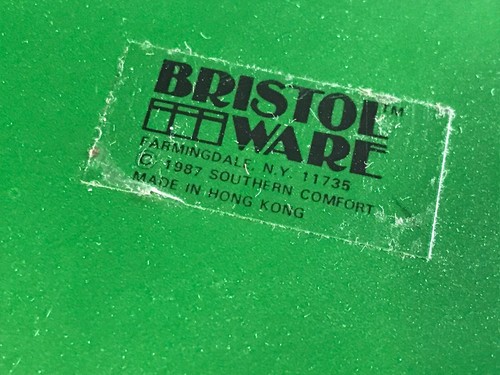 BRISTOL™
WARE
FARMINGDALE, N.Y. 11735
© 1987 SOUTHERN COMFORT
MADE IN HONG KONG